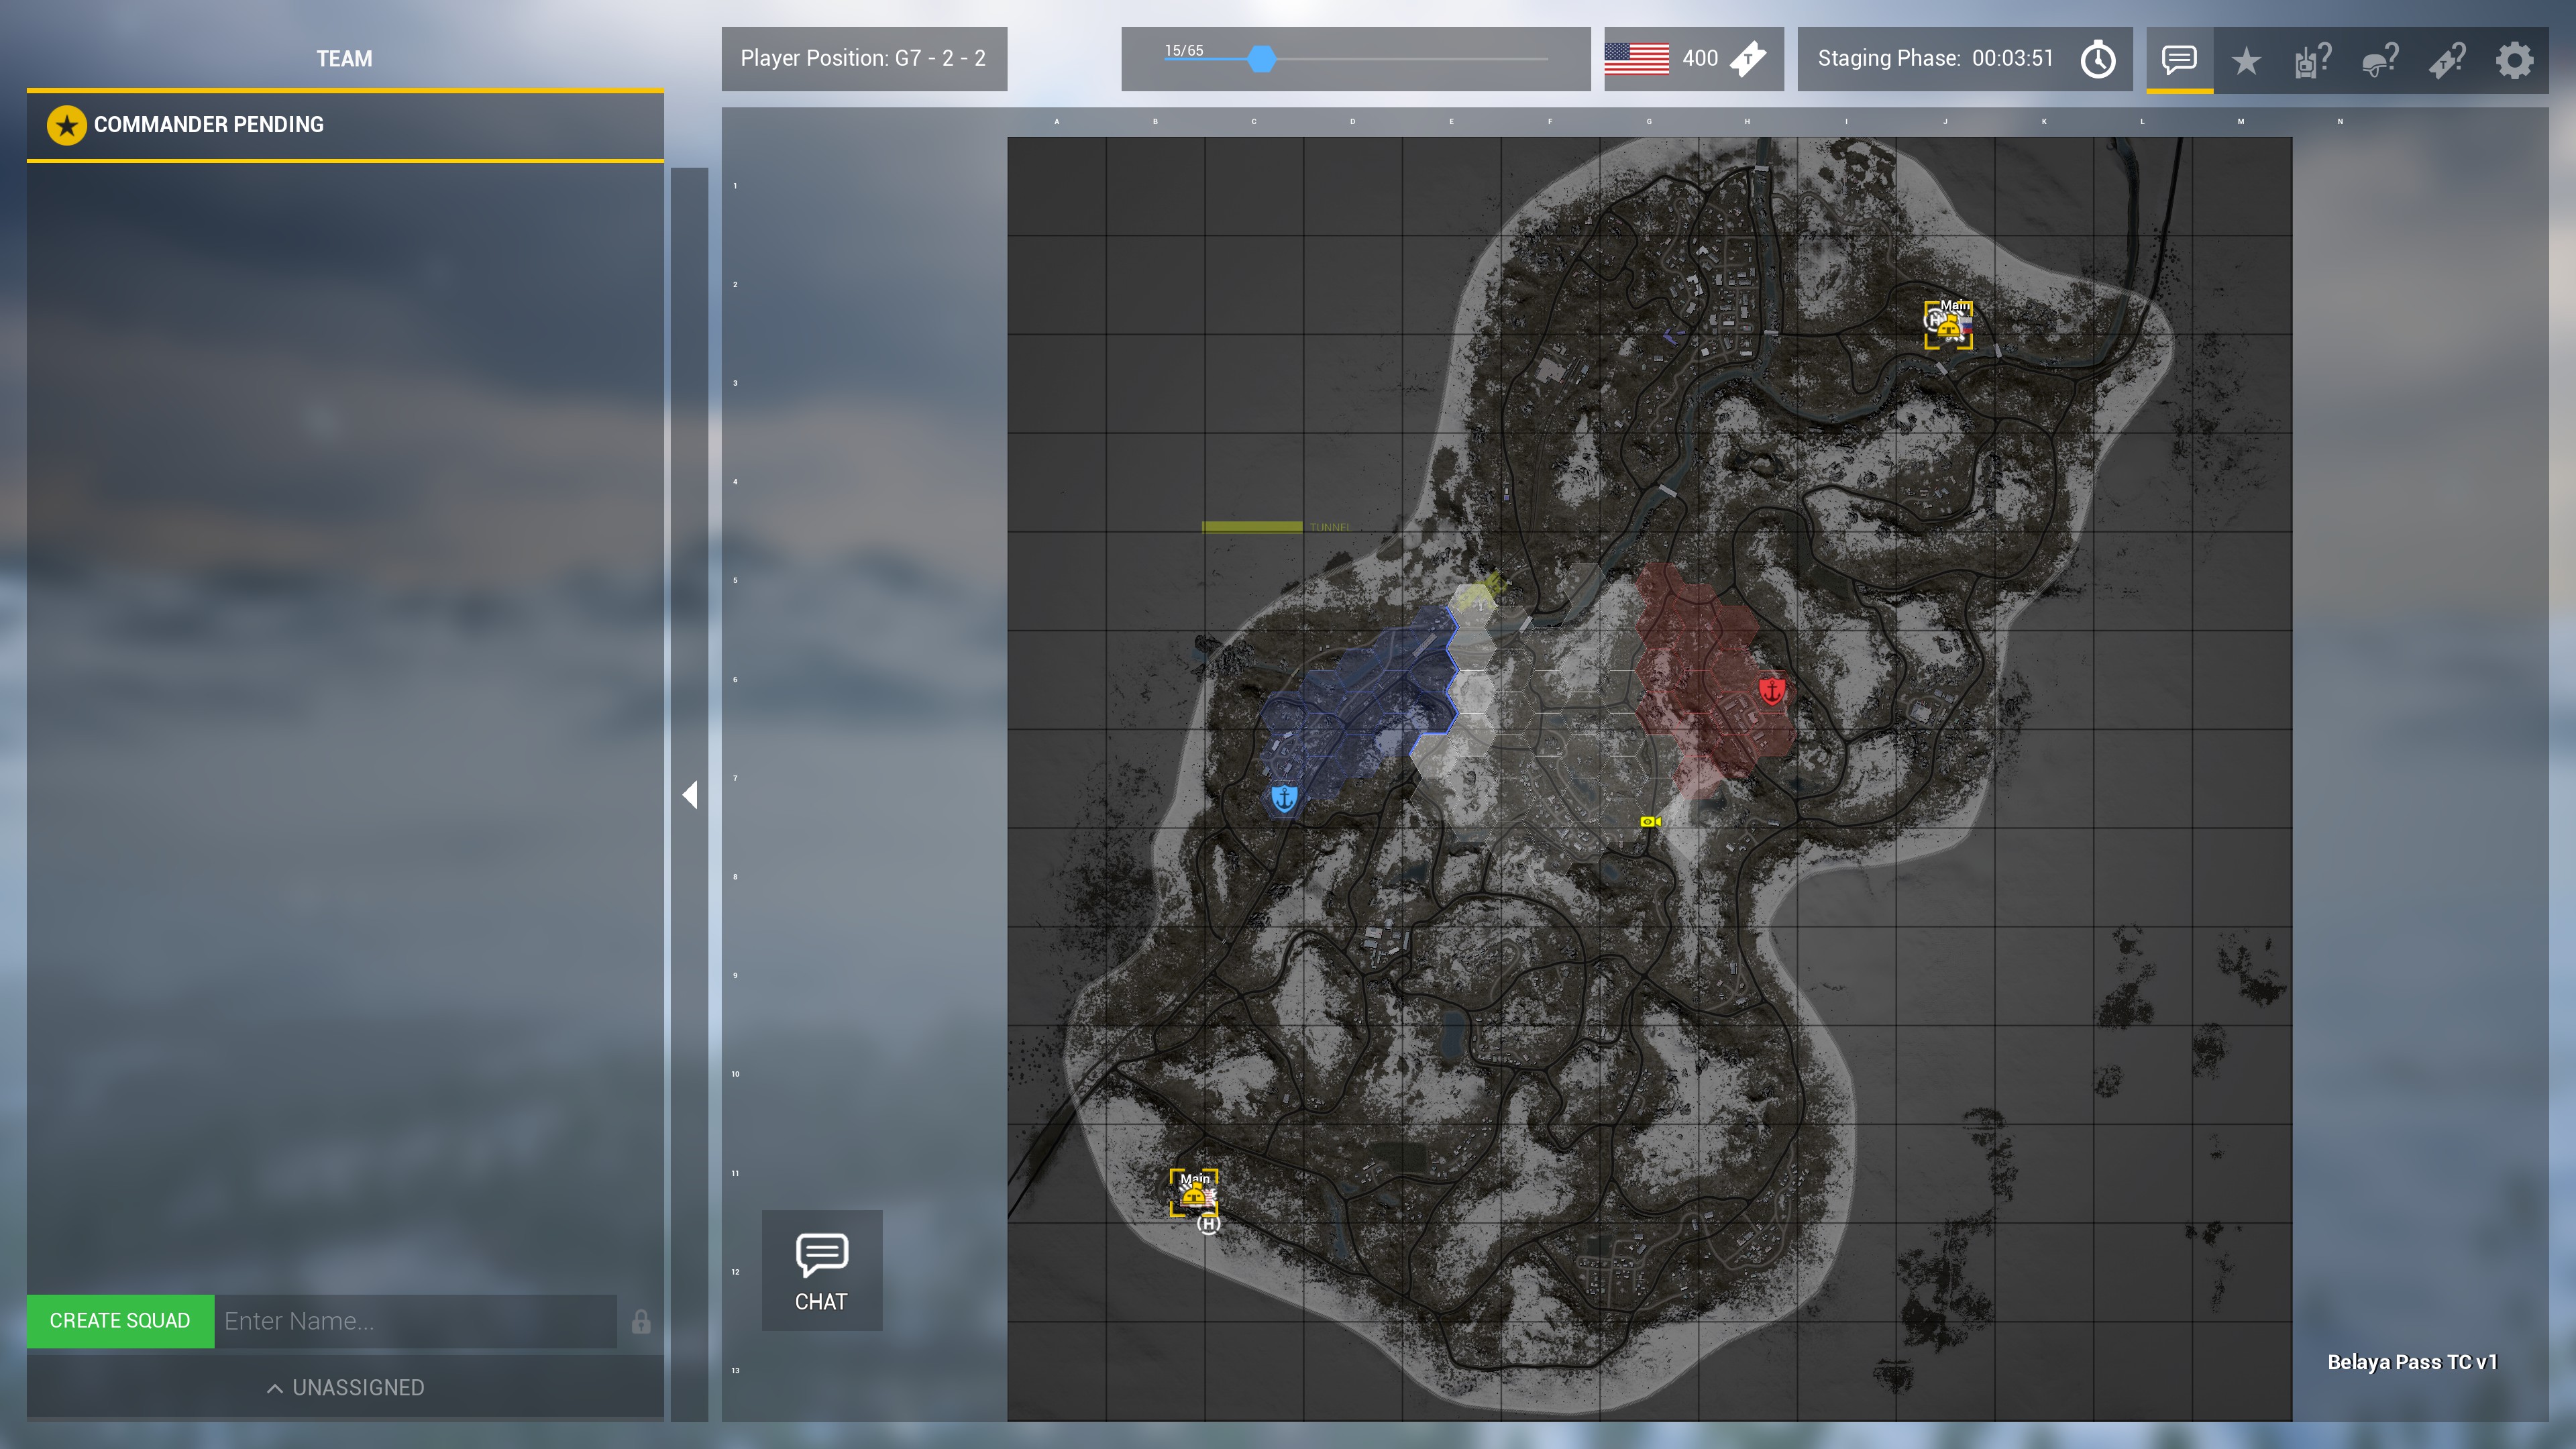 TEAM
Player Position: G7 - 2 - 2
15/65
400
Staging Phase: 00:03:51
COMMANDER PENDING
A B C D E F G H I J K L M N
1
2
Main
H
3
4
TUNNEL
5
6
7
8
9
10
11
Main
H
12
CHAT
CREATE SQUAD Enter Name...
Belaya Pass TC v1
13
UNASSIGNED